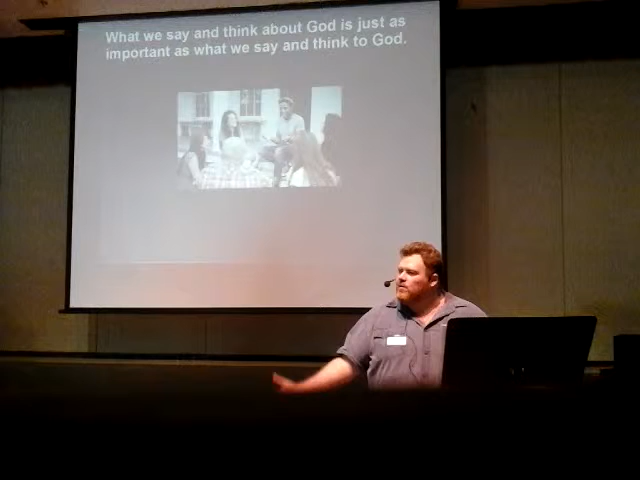 What we say and think about God is just as
important as what we say and think to God.